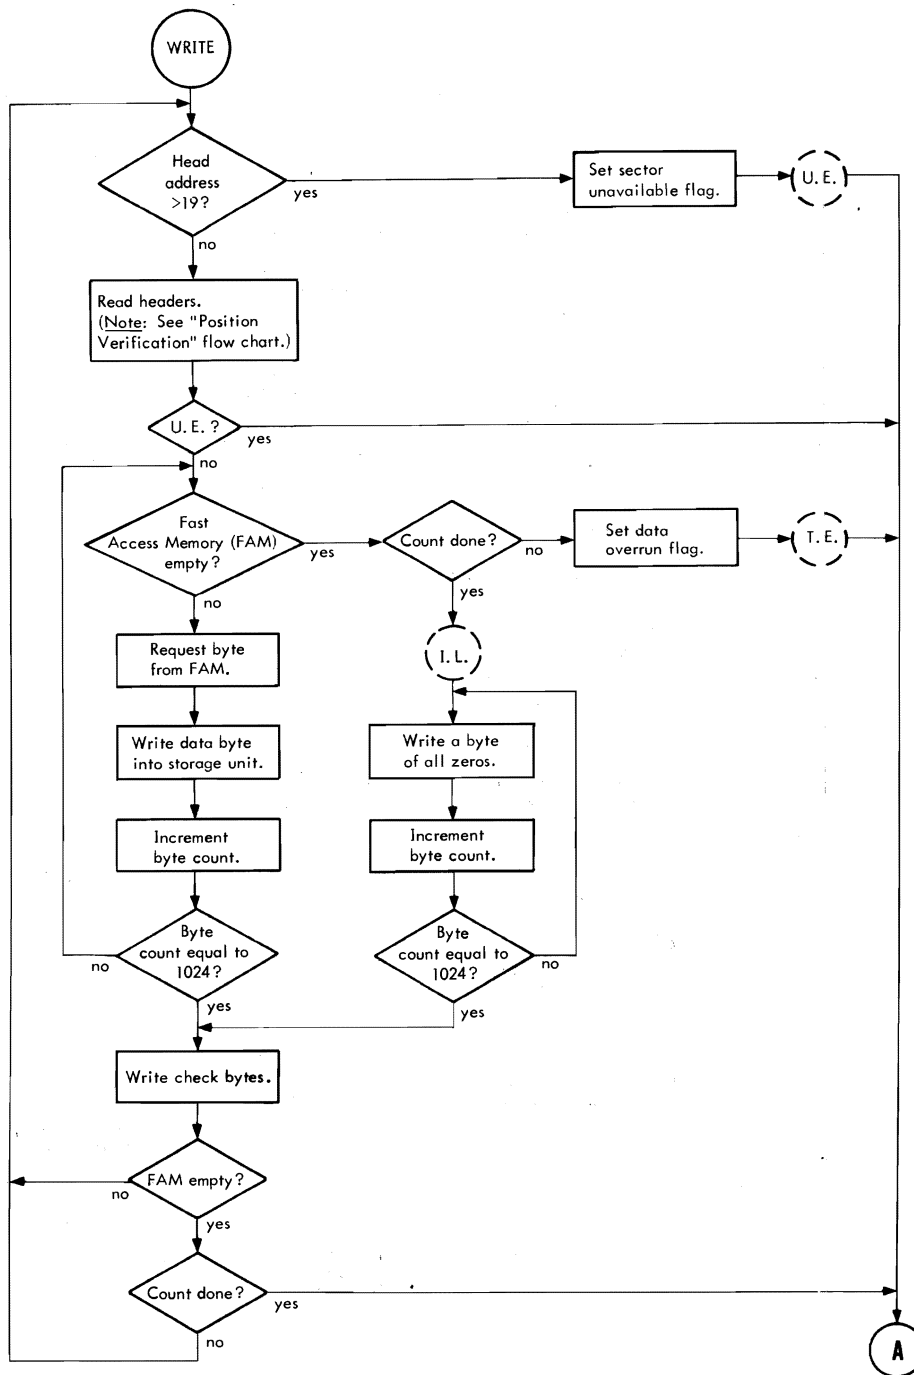 WRITE
Head
address
>19?
yes
Set sector
unavailable flag.
U. E.
no
Read headers.
(Note: See "Position
Verification" flow chart.)
U. E. ?
yes
no
Fast
Access Memory (FAM)
empty?
yes
Count done?
no
Set data
overrun flag.
T. E.
no
yes
Request byte
from FAM.
I. L.
Write data byte
into storage unit.
Write a byte
of all zeros.
Increment
byte count.
Increment
byte count.
Byte
count equal to
1024?
no
yes
Byte
count equal to
1024?
no
yes
Write check bytes.
FAM empty?
no
yes
Count done?
yes
no
A